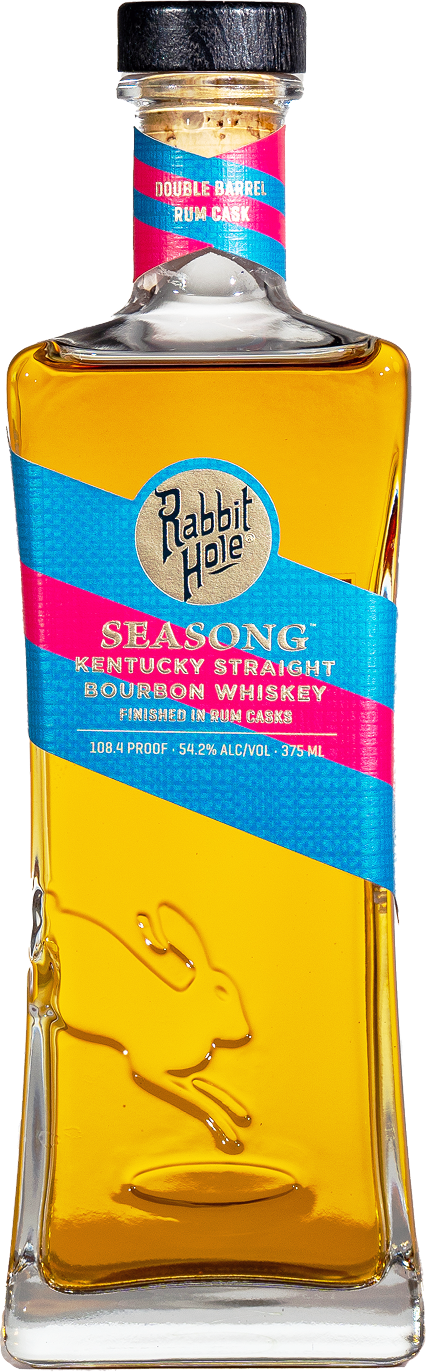 DOUBLE BARREL
RUM CASK
Rabbit
Hole®
SEASONG™
KENTUCKY STRAIGHT
BOURBON WHISKEY
FINISHED IN RUM CASKS
108.4 PROOF · 54.2% ALC/VOL · 375 ML